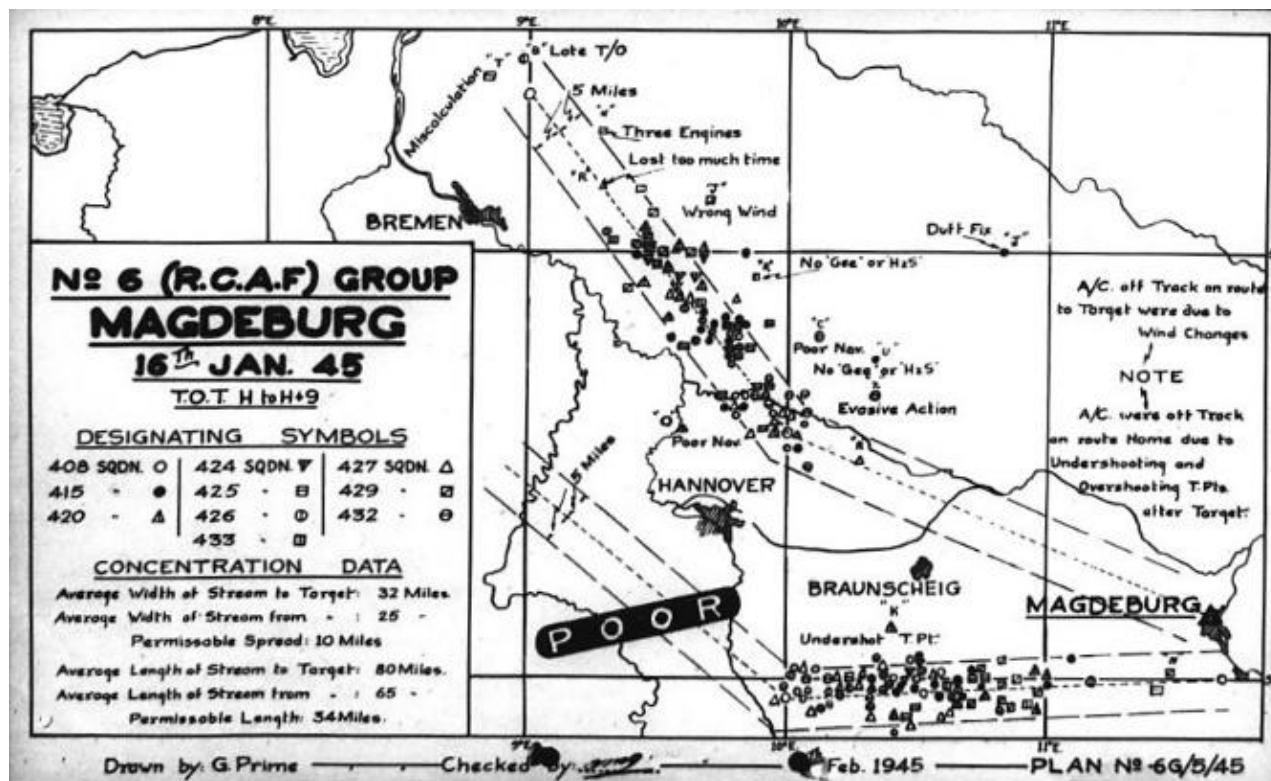 8°E.
9°E.
10°E.
11°E.
"D" Late T/O
"T"
Miscalculation
5 Miles
"K"
Three Engines
Lost too much time
"R"
"J"
Wrong Wind
BREMEN
Duff Fix "J"
"K" No 'Gee' or 'H2S'
A/C. off Track on route
to Target were due to
Wind Changes
NOTE
A/C. were off Track
on route Home due to
Undershooting and
Overshooting T.Pts.
after Target.
"C"
Poor Nav.
"U"
No 'Gee' or 'H2S'
Evasive Action
Poor Nav.
5 Miles
HANNOVER
BRAUNSCHEIG
"K"
Undershot T.Pt.
MAGDEBURG
POOR
No 6 (R.C.A.F) GROUP
MAGDEBURG
16TH JAN. 45
T.O.T. H to H+9
DESIGNATING SYMBOLS
408 SQDN. 424 SQDN. 427 SQDN.
415 " 425 " 429 "
420 " 426 " 432 "
433 "
CONCENTRATION DATA
Average Width of Stream to Target: 32 Miles.
Average Width of Stream from " : 25 "
Permissable Spread: 10 Miles
Average Length of Stream to Target: 80 Miles.
Average Length of Stream from " : 65 "
Permissable Length: 34 Miles.
9°E.
10°E.
11°E.
Drawn by: G. Prime Checked by: Feb. 1945 PLAN No 6G/5/45